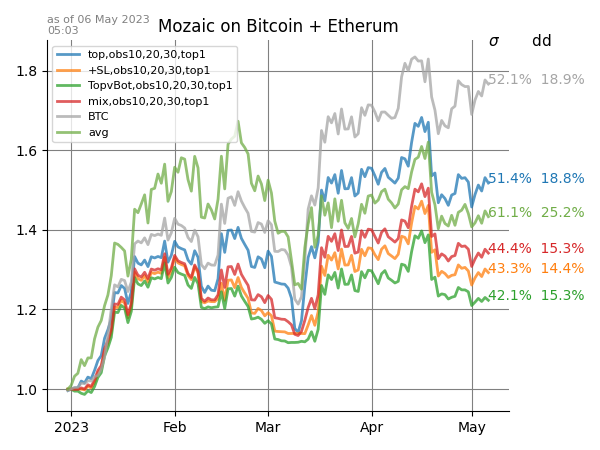 as of 06 May 2023
05:03
Mozaic on Bitcoin + Etherum
σ dd
top,obs10,20,30,top1
+SL,obs10,20,30,top1
TopvBot,obs10,20,30,top1
mix,obs10,20,30,top1
BTC
avg
1.8
1.6
1.4
1.2
1.0
52.1% 18.9%
51.4% 18.8%
61.1% 25.2%
44.4% 15.3%
43.3% 14.4%
42.1% 15.3%
2023 Feb Mar Apr May